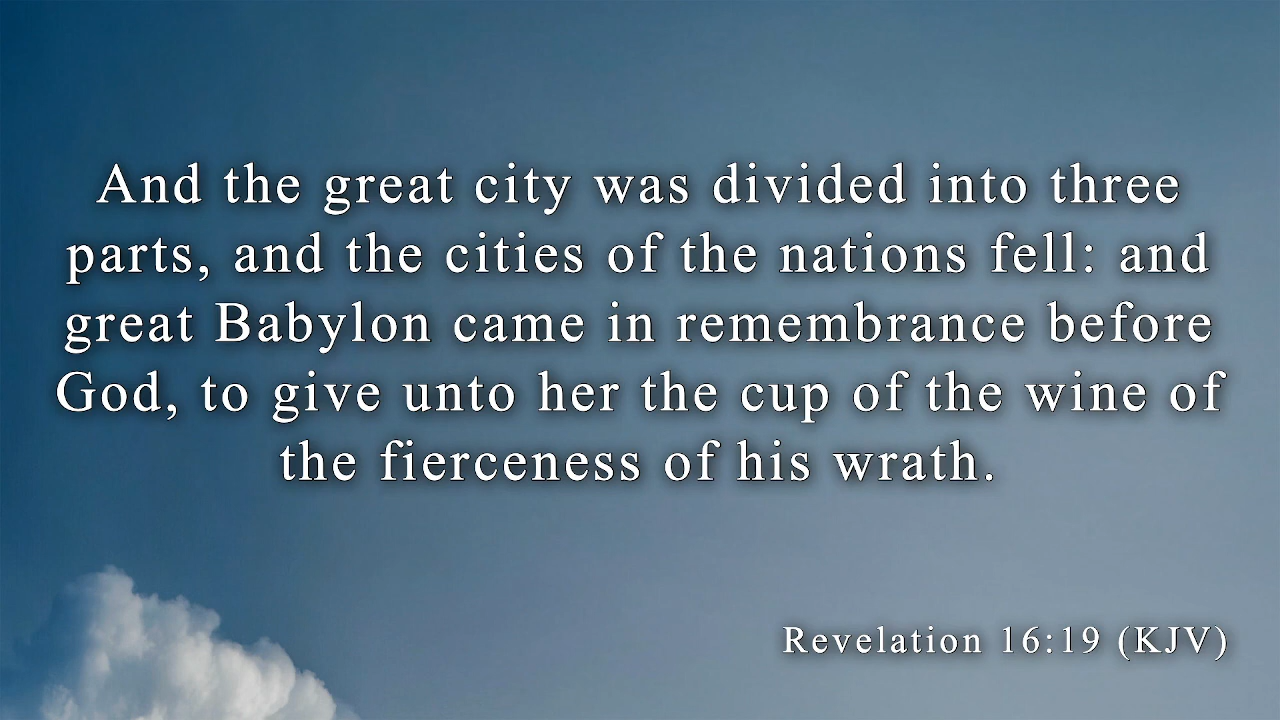 And the great city was divided into three
parts, and the cities of the nations fell: and
great Babylon came in remembrance before
God, to give unto her the cup of the wine of
the fierceness of his wrath.
Revelation 16:19 (KJV)